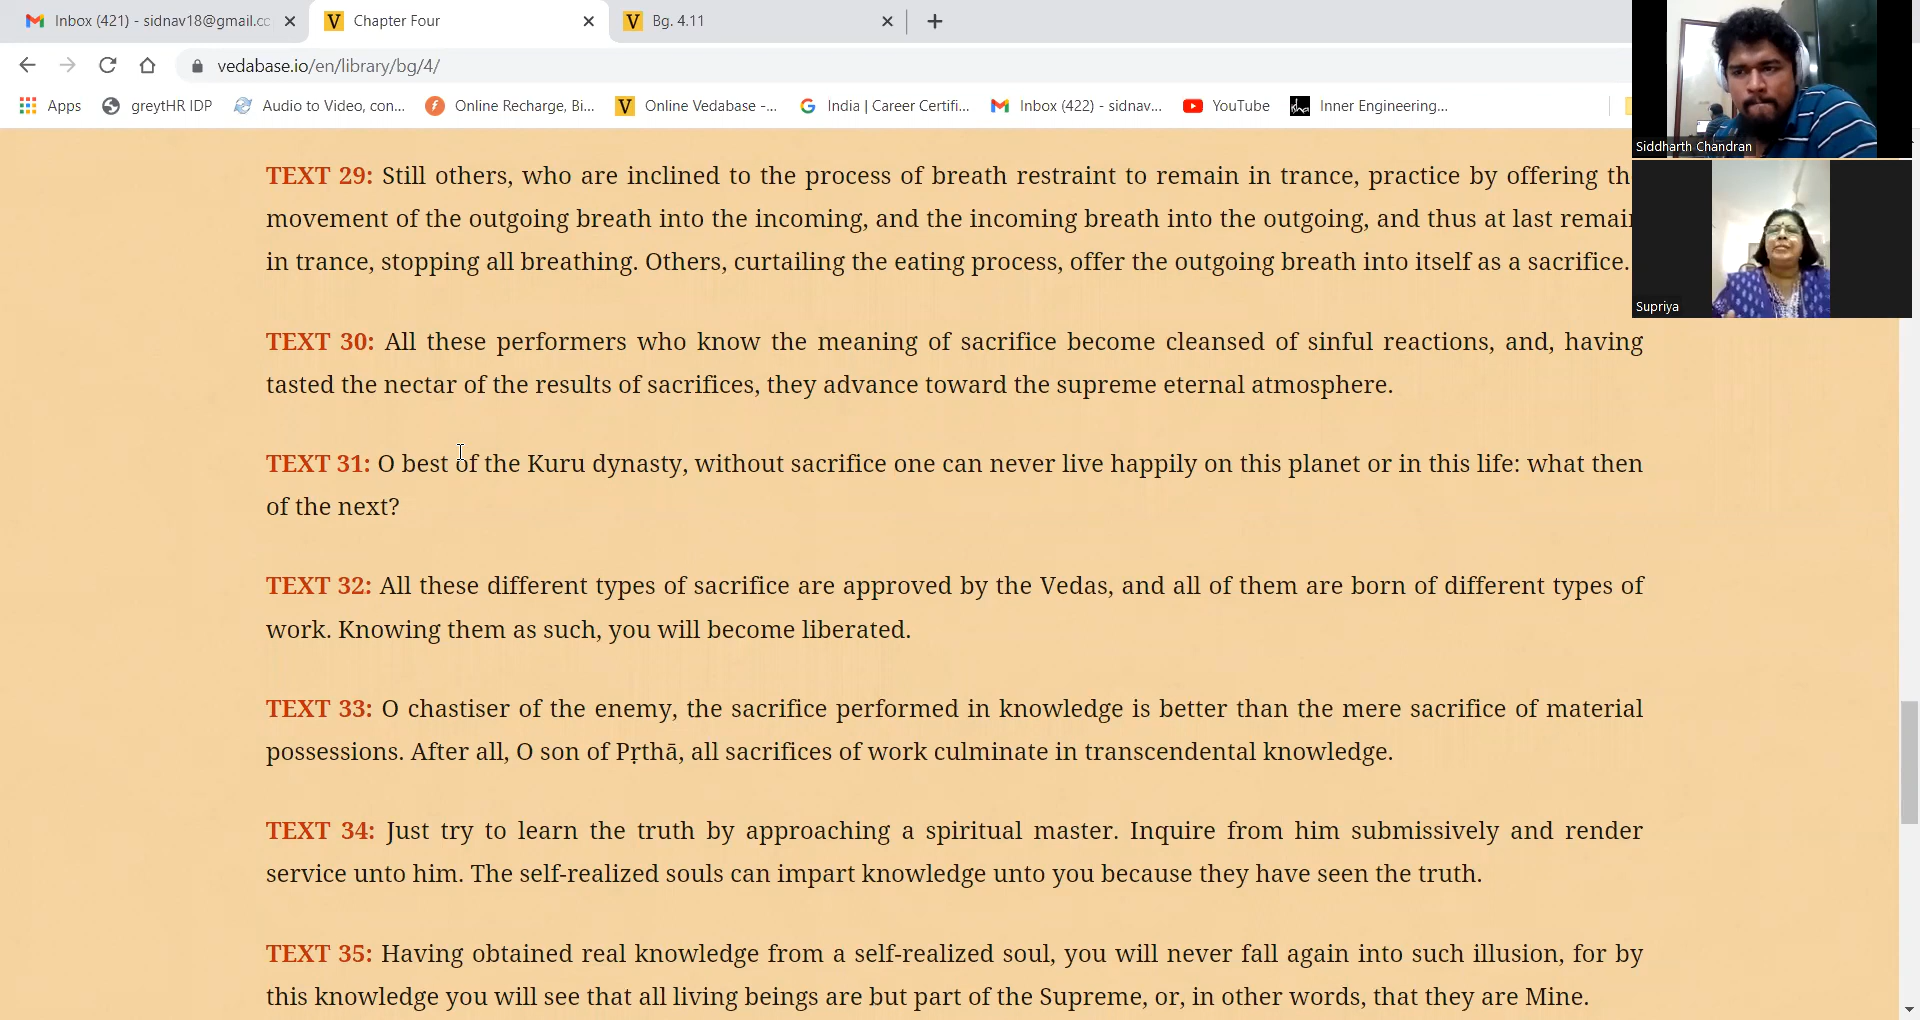 Inbox (421) - sidnav18@gmail.cc
Chapter Four
Bg. 4.11
vedabase.io/en/library/bg/4/
Apps greytHR IDP Audio to Video, con... Online Recharge, Bi... Online Vedabase -... India | Career Certifi... Inbox (422) - sidnav... YouTube Inner Engineering...
Siddharth Chandran
Supriya
TEXT 29: Still others, who are inclined to the process of breath restraint to remain in trance, practice by offering th
movement of the outgoing breath into the incoming, and the incoming breath into the outgoing, and thus at last remain
in trance, stopping all breathing. Others, curtailing the eating process, offer the outgoing breath into itself as a sacrifice.
TEXT 30: All these performers who know the meaning of sacrifice become cleansed of sinful reactions, and, having
tasted the nectar of the results of sacrifices, they advance toward the supreme eternal atmosphere.
TEXT 31: O best of the Kuru dynasty, without sacrifice one can never live happily on this planet or in this life: what then
of the next?
TEXT 32: All these different types of sacrifice are approved by the Vedas, and all of them are born of different types of
work. Knowing them as such, you will become liberated.
TEXT 33: O chastiser of the enemy, the sacrifice performed in knowledge is better than the mere sacrifice of material
possessions. After all, O son of Pṛthā, all sacrifices of work culminate in transcendental knowledge.
TEXT 34: Just try to learn the truth by approaching a spiritual master. Inquire from him submissively and render
service unto him. The self-realized souls can impart knowledge unto you because they have seen the truth.
TEXT 35: Having obtained real knowledge from a self-realized soul, you will never fall again into such illusion, for by
this knowledge you will see that all living beings are but part of the Supreme, or, in other words, that they are Mine.